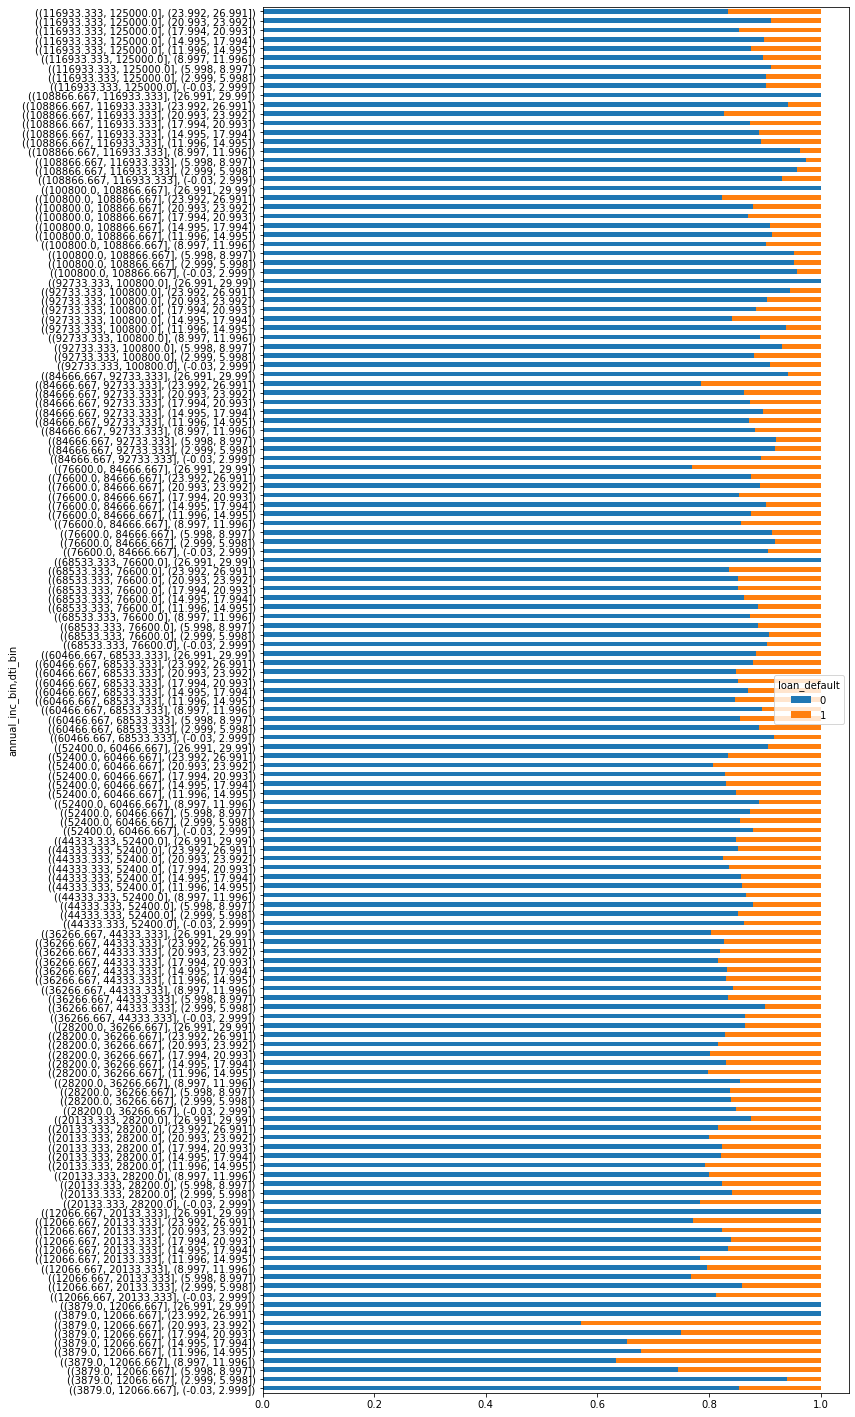 ((116933.333, 125000.0], (23.992, 26.991])
((116933.333, 125000.0], (20.993, 23.992])
((116933.333, 125000.0], (17.994, 20.993])
((116933.333, 125000.0], (14.995, 17.994])
((116933.333, 125000.0], (11.996, 14.995])
((116933.333, 125000.0], (8.997, 11.996])
((116933.333, 125000.0], (5.998, 8.997])
((116933.333, 125000.0], (2.999, 5.998])
((116933.333, 125000.0], (-0.03, 2.999])
((108866.667, 116933.333], (26.991, 29.99])
((108866.667, 116933.333], (23.992, 26.991])
((108866.667, 116933.333], (20.993, 23.992])
((108866.667, 116933.333], (17.994, 20.993])
((108866.667, 116933.333], (14.995, 17.994])
((108866.667, 116933.333], (11.996, 14.995])
((108866.667, 116933.333], (8.997, 11.996])
((108866.667, 116933.333], (5.998, 8.997])
((108866.667, 116933.333], (2.999, 5.998])
((108866.667, 116933.333], (-0.03, 2.999])
((100800.0, 108866.667], (26.991, 29.99])
((100800.0, 108866.667], (23.992, 26.991])
((100800.0, 108866.667], (20.993, 23.992])
((100800.0, 108866.667], (17.994, 20.993])
((100800.0, 108866.667], (14.995, 17.994])
((100800.0, 108866.667], (11.996, 14.995])
((100800.0, 108866.667], (8.997, 11.996])
((100800.0, 108866.667], (5.998, 8.997])
((100800.0, 108866.667], (2.999, 5.998])
((100800.0, 108866.667], (-0.03, 2.999])
((92733.333, 100800.0], (26.991, 29.99])
((92733.333, 100800.0], (23.992, 26.991])
((92733.333, 100800.0], (20.993, 23.992])
((92733.333, 100800.0], (17.994, 20.993])
((92733.333, 100800.0], (14.995, 17.994])
((92733.333, 100800.0], (11.996, 14.995])
((92733.333, 100800.0], (8.997, 11.996])
((92733.333, 100800.0], (5.998, 8.997])
((92733.333, 100800.0], (2.999, 5.998])
((92733.333, 100800.0], (-0.03, 2.999])
((84666.667, 92733.333], (26.991, 29.99])
((84666.667, 92733.333], (23.992, 26.991])
((84666.667, 92733.333], (20.993, 23.992])
((84666.667, 92733.333], (17.994, 20.993])
((84666.667, 92733.333], (14.995, 17.994])
((84666.667, 92733.333], (11.996, 14.995])
((84666.667, 92733.333], (8.997, 11.996])
((84666.667, 92733.333], (5.998, 8.997])
((84666.667, 92733.333], (2.999, 5.998])
((84666.667, 92733.333], (-0.03, 2.999])
((76600.0, 84666.667], (26.991, 29.99])
((76600.0, 84666.667], (23.992, 26.991])
((76600.0, 84666.667], (20.993, 23.992])
((76600.0, 84666.667], (17.994, 20.993])
((76600.0, 84666.667], (14.995, 17.994])
((76600.0, 84666.667], (11.996, 14.995])
((76600.0, 84666.667], (8.997, 11.996])
((76600.0, 84666.667], (5.998, 8.997])
((76600.0, 84666.667], (2.999, 5.998])
((76600.0, 84666.667], (-0.03, 2.999])
((68533.333, 76600.0], (26.991, 29.99])
((68533.333, 76600.0], (23.992, 26.991])
((68533.333, 76600.0], (20.993, 23.992])
((68533.333, 76600.0], (17.994, 20.993])
((68533.333, 76600.0], (14.995, 17.994])
((68533.333, 76600.0], (11.996, 14.995])
((68533.333, 76600.0], (8.997, 11.996])
((68533.333, 76600.0], (5.998, 8.997])
((68533.333, 76600.0], (2.999, 5.998])
((68533.333, 76600.0], (-0.03, 2.999])
((60466.667, 68533.333], (26.991, 29.99])
((60466.667, 68533.333], (23.992, 26.991])
((60466.667, 68533.333], (20.993, 23.992])
((60466.667, 68533.333], (17.994, 20.993])
((60466.667, 68533.333], (14.995, 17.994])
((60466.667, 68533.333], (11.996, 14.995])
((60466.667, 68533.333], (8.997, 11.996])
((60466.667, 68533.333], (5.998, 8.997])
((60466.667, 68533.333], (2.999, 5.998])
((60466.667, 68533.333], (-0.03, 2.999])
((52400.0, 60466.667], (26.991, 29.99])
((52400.0, 60466.667], (23.992, 26.991])
((52400.0, 60466.667], (20.993, 23.992])
((52400.0, 60466.667], (17.994, 20.993])
((52400.0, 60466.667], (14.995, 17.994])
((52400.0, 60466.667], (11.996, 14.995])
((52400.0, 60466.667], (8.997, 11.996])
((52400.0, 60466.667], (5.998, 8.997])
((52400.0, 60466.667], (2.999, 5.998])
((52400.0, 60466.667], (-0.03, 2.999])
((44333.333, 52400.0], (26.991, 29.99])
((44333.333, 52400.0], (23.992, 26.991])
((44333.333, 52400.0], (20.993, 23.992])
((44333.333, 52400.0], (17.994, 20.993])
((44333.333, 52400.0], (14.995, 17.994])
((44333.333, 52400.0], (11.996, 14.995])
((44333.333, 52400.0], (8.997, 11.996])
((44333.333, 52400.0], (5.998, 8.997])
((44333.333, 52400.0], (2.999, 5.998])
((44333.333, 52400.0], (-0.03, 2.999])
((36266.667, 44333.333], (26.991, 29.99])
((36266.667, 44333.333], (23.992, 26.991])
((36266.667, 44333.333], (20.993, 23.992])
((36266.667, 44333.333], (17.994, 20.993])
((36266.667, 44333.333], (14.995, 17.994])
((36266.667, 44333.333], (11.996, 14.995])
((36266.667, 44333.333], (8.997, 11.996])
((36266.667, 44333.333], (5.998, 8.997])
((36266.667, 44333.333], (2.999, 5.998])
((36266.667, 44333.333], (-0.03, 2.999])
((28200.0, 36266.667], (26.991, 29.99])
((28200.0, 36266.667], (23.992, 26.991])
((28200.0, 36266.667], (20.993, 23.992])
((28200.0, 36266.667], (17.994, 20.993])
((28200.0, 36266.667], (14.995, 17.994])
((28200.0, 36266.667], (11.996, 14.995])
((28200.0, 36266.667], (8.997, 11.996])
((28200.0, 36266.667], (5.998, 8.997])
((28200.0, 36266.667], (2.999, 5.998])
((28200.0, 36266.667], (-0.03, 2.999])
((20133.333, 28200.0], (26.991, 29.99])
((20133.333, 28200.0], (23.992, 26.991])
((20133.333, 28200.0], (20.993, 23.992])
((20133.333, 28200.0], (17.994, 20.993])
((20133.333, 28200.0], (14.995, 17.994])
((20133.333, 28200.0], (11.996, 14.995])
((20133.333, 28200.0], (8.997, 11.996])
((20133.333, 28200.0], (5.998, 8.997])
((20133.333, 28200.0], (2.999, 5.998])
((20133.333, 28200.0], (-0.03, 2.999])
((12066.667, 20133.333], (26.991, 29.99])
((12066.667, 20133.333], (23.992, 26.991])
((12066.667, 20133.333], (20.993, 23.992])
((12066.667, 20133.333], (17.994, 20.993])
((12066.667, 20133.333], (14.995, 17.994])
((12066.667, 20133.333], (11.996, 14.995])
((12066.667, 20133.333], (8.997, 11.996])
((12066.667, 20133.333], (5.998, 8.997])
((12066.667, 20133.333], (2.999, 5.998])
((12066.667, 20133.333], (-0.03, 2.999])
((3879.0, 12066.667], (26.991, 29.99])
((3879.0, 12066.667], (23.992, 26.991])
((3879.0, 12066.667], (20.993, 23.992])
((3879.0, 12066.667], (17.994, 20.993])
((3879.0, 12066.667], (14.995, 17.994])
((3879.0, 12066.667], (11.996, 14.995])
((3879.0, 12066.667], (8.997, 11.996])
((3879.0, 12066.667], (5.998, 8.997])
((3879.0, 12066.667], (2.999, 5.998])
((3879.0, 12066.667], (-0.03, 2.999])
annual_inc_bin,dti_bin
loan_default
0
1
0.0 0.2 0.4 0.6 0.8 1.0